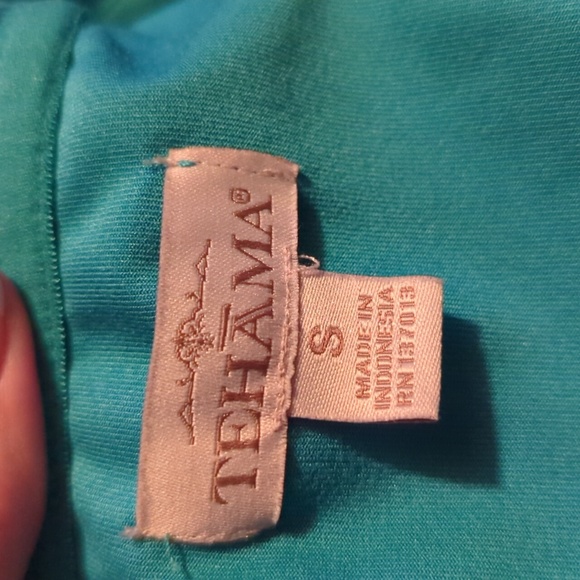 TEHĀMA®
S
MADE IN
INDONESIA
RN 137013